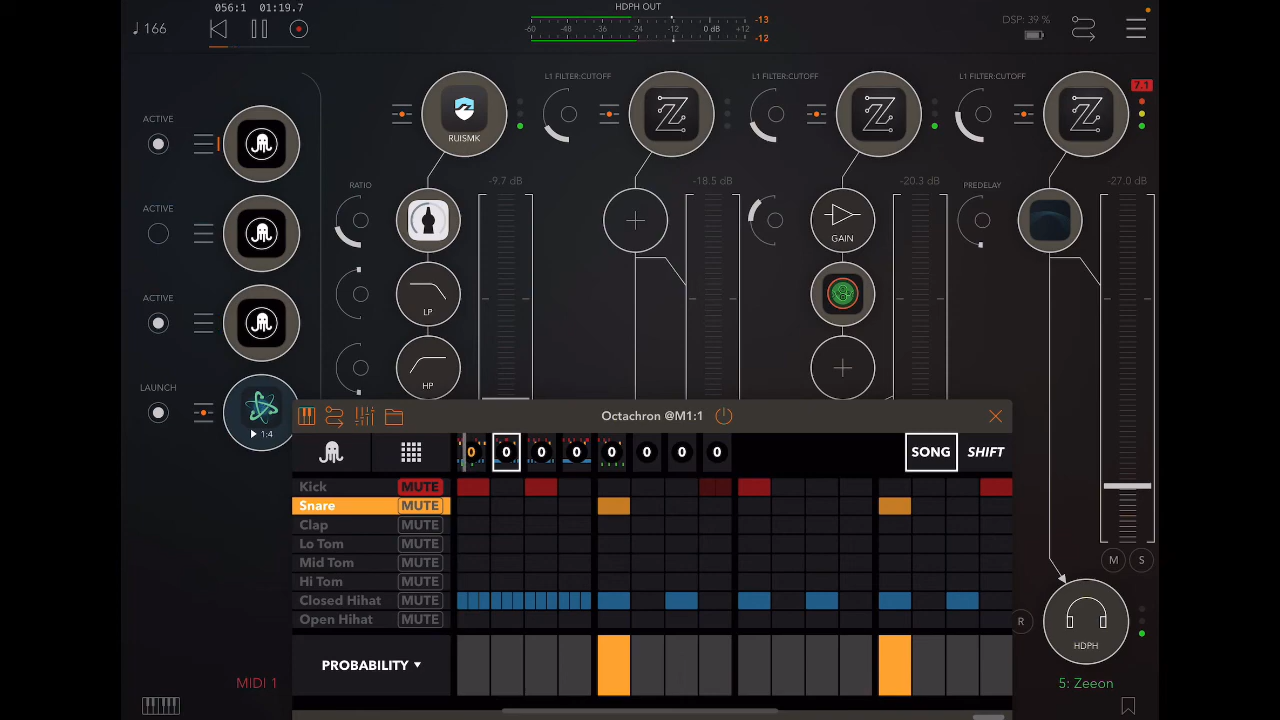 056:1 01:19.7
♩166
HDPH OUT
-60 -48 -36 -24 -12 0 dB +12
-13
-12
DSP: 39 %
ACTIVE
ACTIVE
ACTIVE
LAUNCH
1:4
RUISMK
L1 FILTER:CUTOFF
L1 FILTER:CUTOFF
L1 FILTER:CUTOFF
7.1
RATIO
-9.7 dB
-18.5 dB
-20.3 dB
PREDELAY
-27.0 dB
GAIN
LP
HP
Octachron @M1:1
0 0 0 0 0 0 0 0
SONG
SHIFT
Kick MUTE
Snare MUTE
Clap MUTE
Lo Tom MUTE
Mid Tom MUTE
Hi Tom MUTE
Closed Hihat MUTE
Open Hihat MUTE
PROBABILITY
M S
R
HDPH
MIDI 1
5: Zeeon